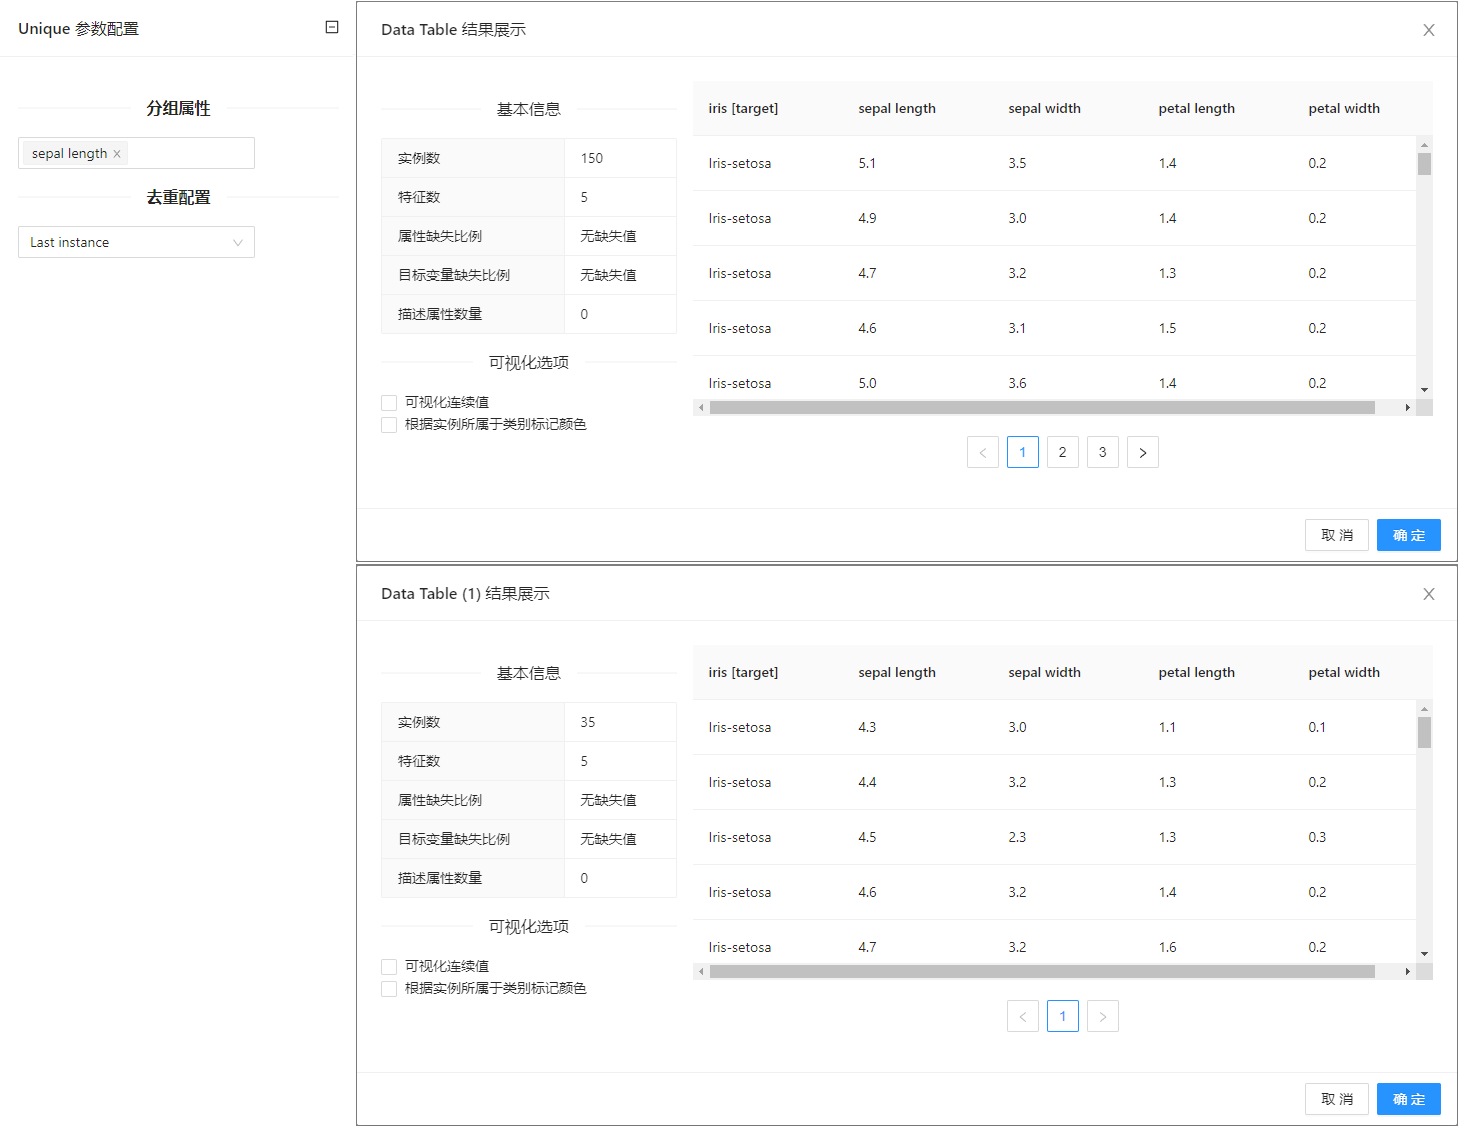 Unique 参数配置
分组属性
sepal length
去重配置
Last instance
Data Table 结果展示
基本信息
实例数 150
特征数 5
属性缺失比例 无缺失值
目标变量缺失比例 无缺失值
描述属性数量 0
可视化选项
可视化连续值
根据实例所属于类别标记颜色
iris [target] sepal length sepal width petal length petal width
Iris-setosa 5.1 3.5 1.4 0.2
Iris-setosa 4.9 3.0 1.4 0.2
Iris-setosa 4.7 3.2 1.3 0.2
Iris-setosa 4.6 3.1 1.5 0.2
Iris-setosa 5.0 3.6 1.4 0.2
1 2 3
取 消 确 定
Data Table (1) 结果展示
基本信息
实例数 35
特征数 5
属性缺失比例 无缺失值
目标变量缺失比例 无缺失值
描述属性数量 0
可视化选项
可视化连续值
根据实例所属于类别标记颜色
iris [target] sepal length sepal width petal length petal width
Iris-setosa 4.3 3.0 1.1 0.1
Iris-setosa 4.4 3.2 1.3 0.2
Iris-setosa 4.5 2.3 1.3 0.3
Iris-setosa 4.6 3.2 1.4 0.2
Iris-setosa 4.7 3.2 1.6 0.2
1
取 消 确 定